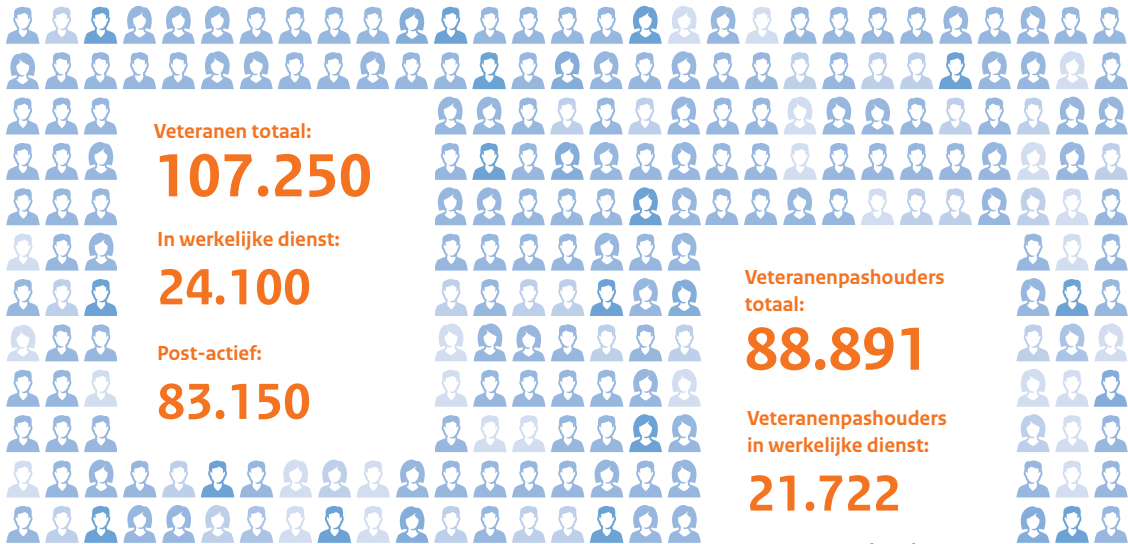 Veteranen totaal:
107.250
In werkelijke dienst:
24.100
Post-actief:
83.150
Veteranenpashouders
totaal:
88.891
Veteranenpashouders
in werkelijke dienst:
21.722